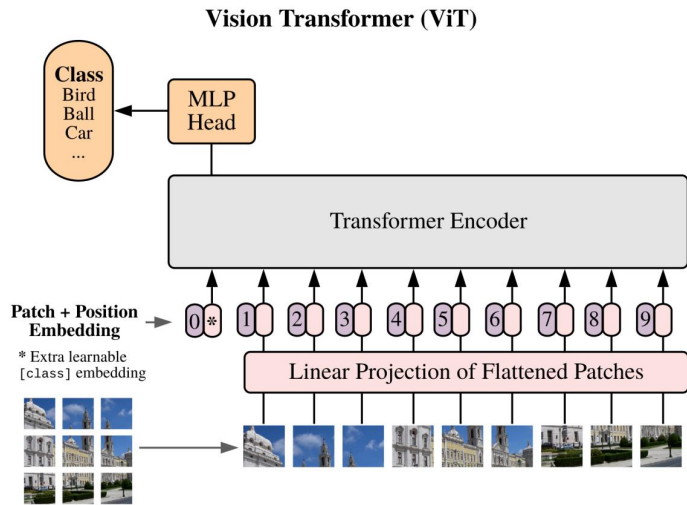 Vision Transformer (ViT)
Class
Bird
Ball
Car
...
MLP
Head
Transformer Encoder
Patch + Position
Embedding
0 * 1 2 3 4 5 6 7 8 9
* Extra learnable
[class] embedding
Linear Projection of Flattened Patches